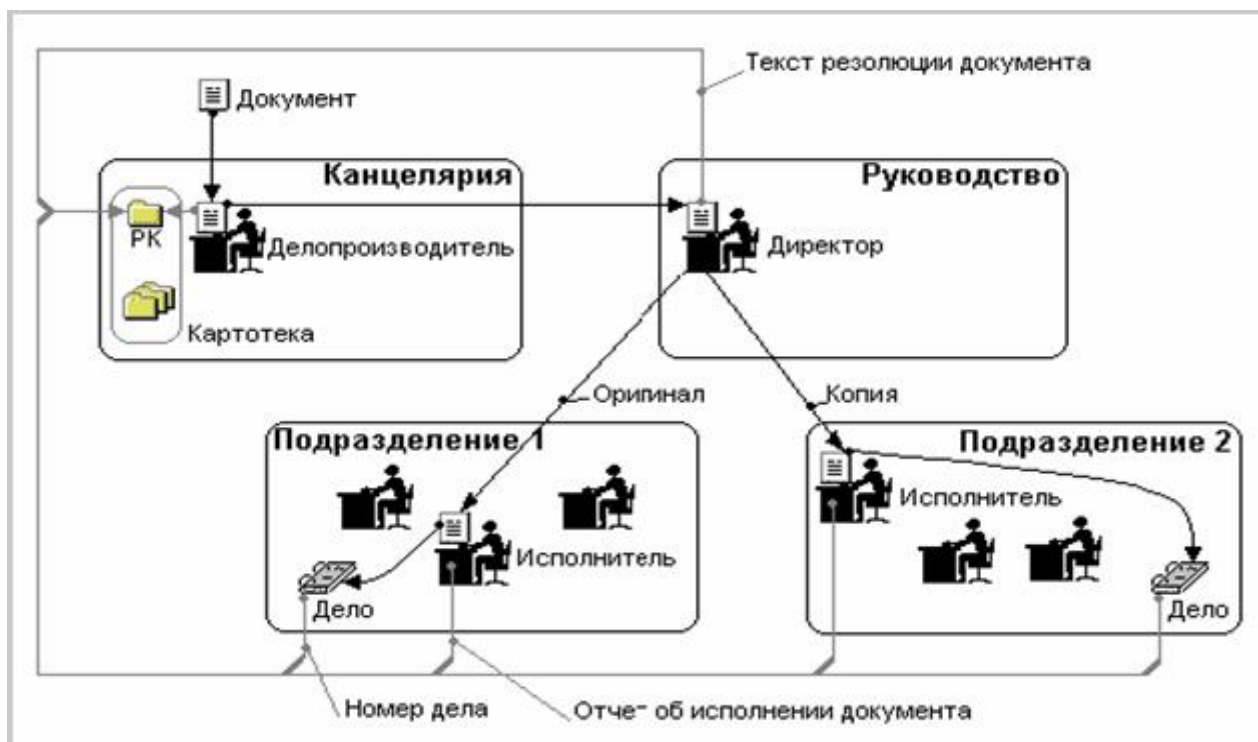 Текст резолюции документа
Документ
Канцелярия
Руководство
РК
Делопроизводитель
Директор
Картотека
Оригинал
Копия
Подразделение 1
Подразделение 2
Исполнитель
Исполнитель
Дело
Дело
Номер дела
Отчет об исполнении документа